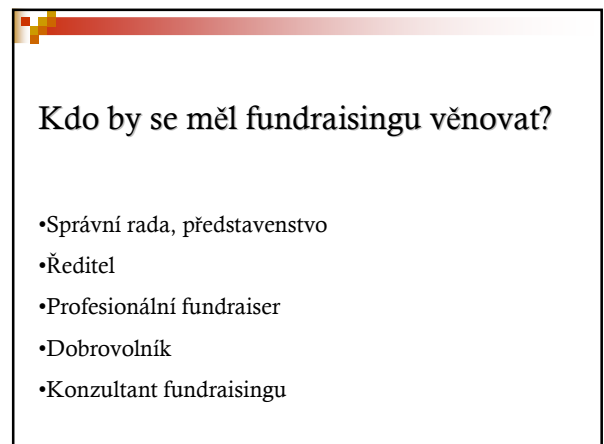 Kdo by se měl fundraisingu věnovat?
•Správní rada, představenstvo
•Ředitel
•Profesionální fundraiser
•Dobrovolník
•Konzultant fundraisingu